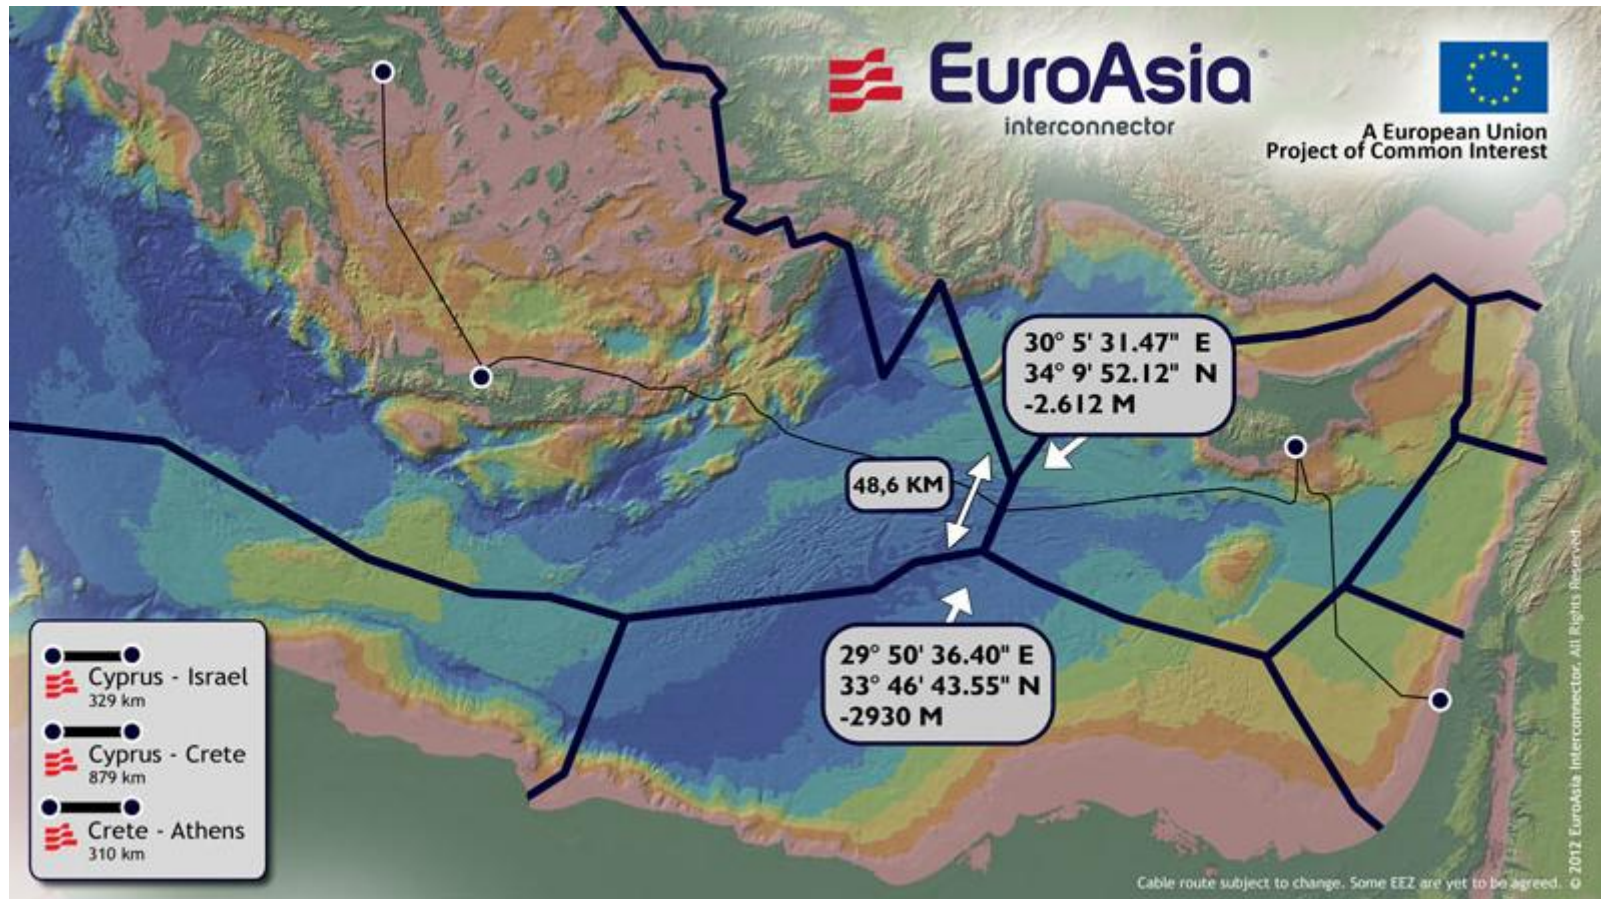 EuroAsia®
interconnector
A European Union
Project of Common Interest
30° 5' 31.47" E
34° 9' 52.12" N
-2.612 M
48,6 KM
29° 50' 36.40" E
33° 46' 43.55" N
-2930 M
Cyprus - Israel
329 km
Cyprus - Crete
879 km
Crete - Athens
310 km
Cable route subject to change. Some EEZ are yet to be agreed.
© 2012 EuroAsia Interconnector. All Rights Reserved